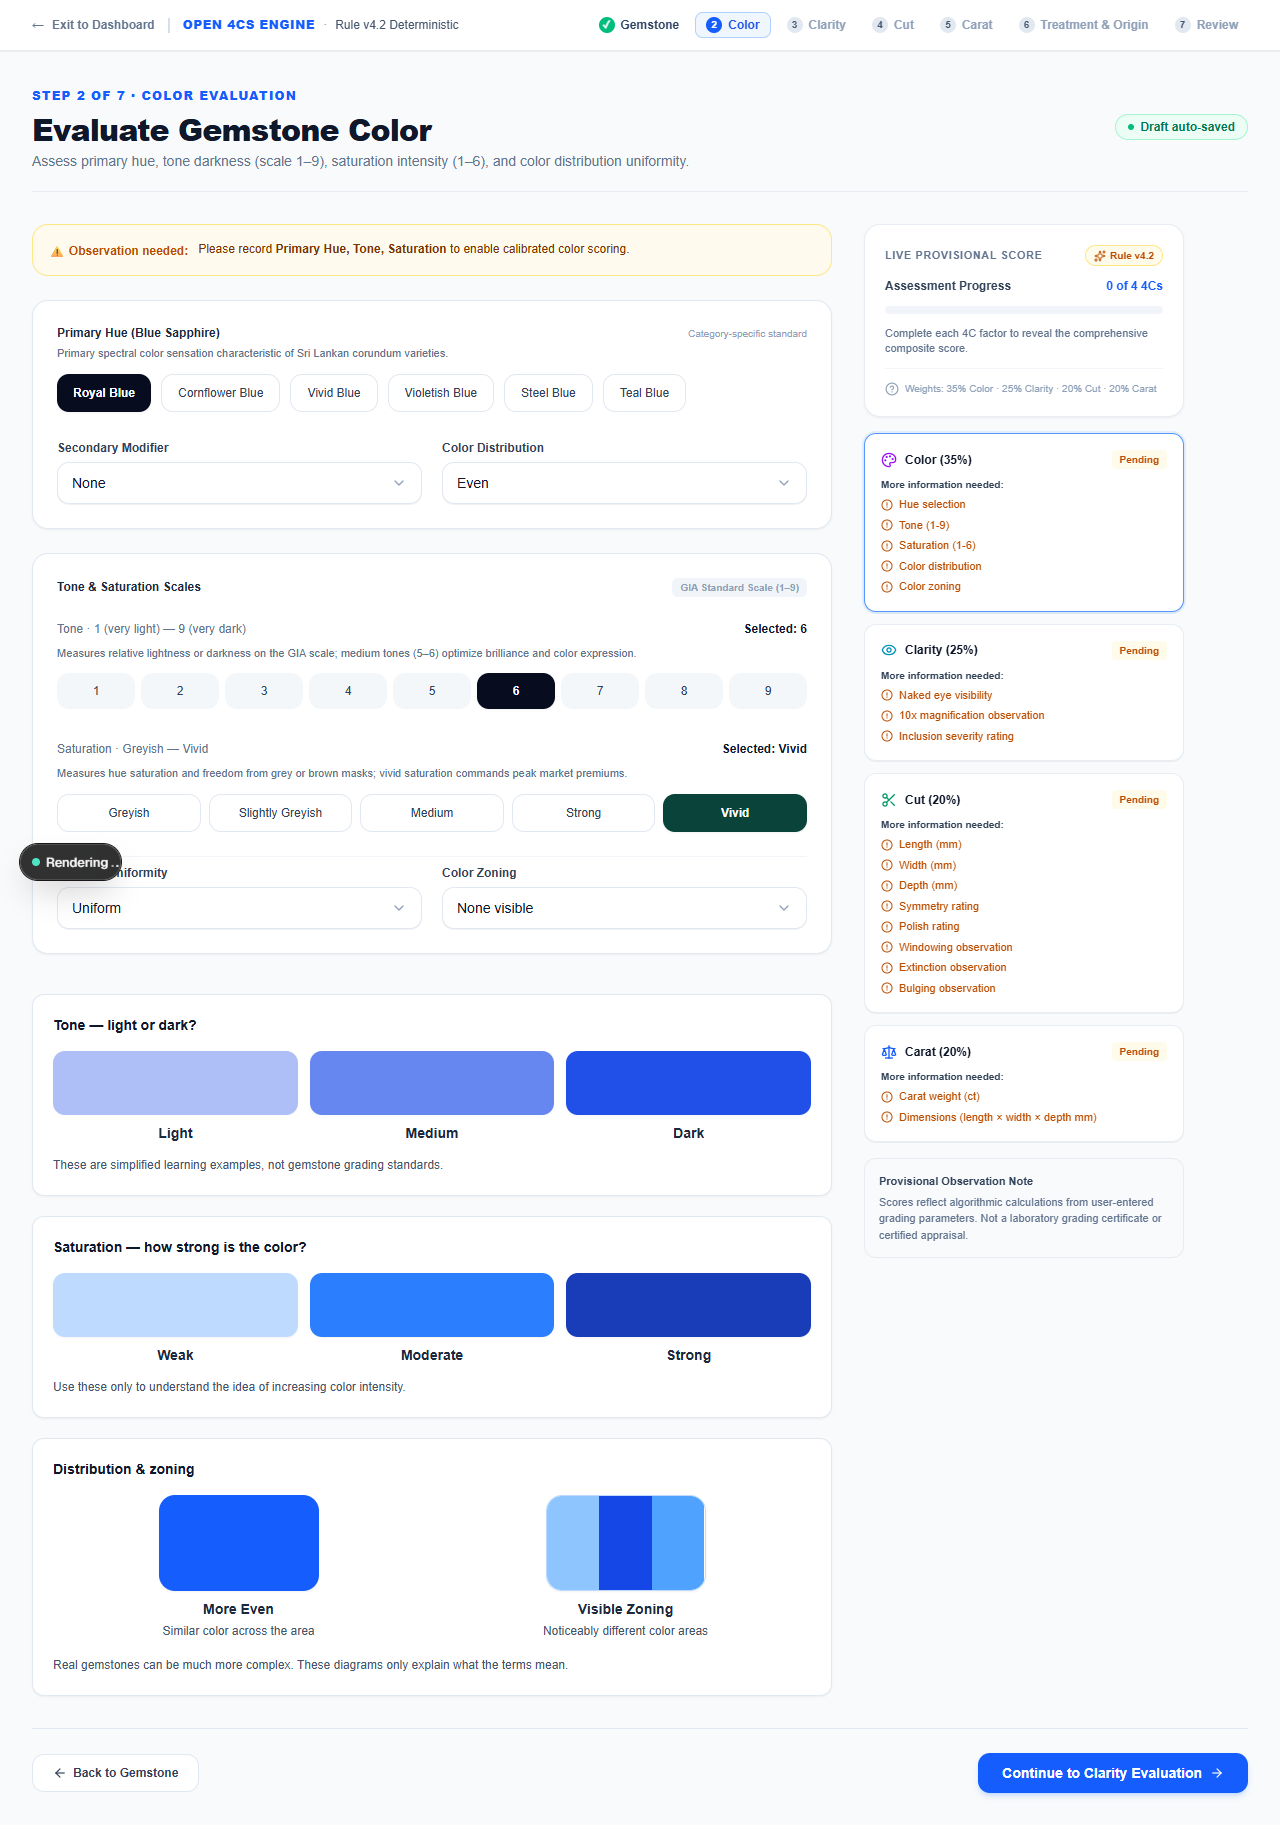 ← Exit to Dashboard | OPEN 4CS ENGINE · Rule v4.2 Deterministic
✓ Gemstone
2 Color
3 Clarity
4 Cut
5 Carat
6 Treatment & Origin
7 Review
STEP 2 OF 7 · COLOR EVALUATION
Evaluate Gemstone Color
Assess primary hue, tone darkness (scale 1–9), saturation intensity (1–6), and color distribution uniformity.
Draft auto-saved
Observation needed: Please record Primary Hue, Tone, Saturation to enable calibrated color scoring.
Primary Hue (Blue Sapphire)
Category-specific standard
Primary spectral color sensation characteristic of Sri Lankan corundum varieties.
Royal Blue
Cornflower Blue
Vivid Blue
Violetish Blue
Steel Blue
Teal Blue
Secondary Modifier
None
Color Distribution
Even
Tone & Saturation Scales
GIA Standard Scale (1–9)
Tone · 1 (very light) — 9 (very dark)
Selected: 6
Measures relative lightness or darkness on the GIA scale; medium tones (5–6) optimize brilliance and color expression.
1 2 3 4 5 6 7 8 9
Saturation · Greyish — Vivid
Selected: Vivid
Measures hue saturation and freedom from grey or brown masks; vivid saturation commands peak market premiums.
Greyish
Slightly Greyish
Medium
Strong
Vivid
Rendering ...
niformity
Uniform
Color Zoning
None visible
Tone — light or dark?
Light
Medium
Dark
These are simplified learning examples, not gemstone grading standards.
Saturation — how strong is the color?
Weak
Moderate
Strong
Use these only to understand the idea of increasing color intensity.
Distribution & zoning
More Even
Similar color across the area
Visible Zoning
Noticeably different color areas
Real gemstones can be much more complex. These diagrams only explain what the terms mean.
← Back to Gemstone
Continue to Clarity Evaluation →
LIVE PROVISIONAL SCORE
Rule v4.2
Assessment Progress
0 of 4 4Cs
Complete each 4C factor to reveal the comprehensive
composite score.
Weights: 35% Color · 25% Clarity · 20% Cut · 20% Carat
Color (35%)
Pending
More information needed:
Hue selection
Tone (1-9)
Saturation (1-6)
Color distribution
Color zoning
Clarity (25%)
Pending
More information needed:
Naked eye visibility
10x magnification observation
Inclusion severity rating
Cut (20%)
Pending
More information needed:
Length (mm)
Width (mm)
Depth (mm)
Symmetry rating
Polish rating
Windowing observation
Extinction observation
Bulging observation
Carat (20%)
Pending
More information needed:
Carat weight (ct)
Dimensions (length × width × depth mm)
Provisional Observation Note
Scores reflect algorithmic calculations from user-entered
grading parameters. Not a laboratory grading certificate or
certified appraisal.